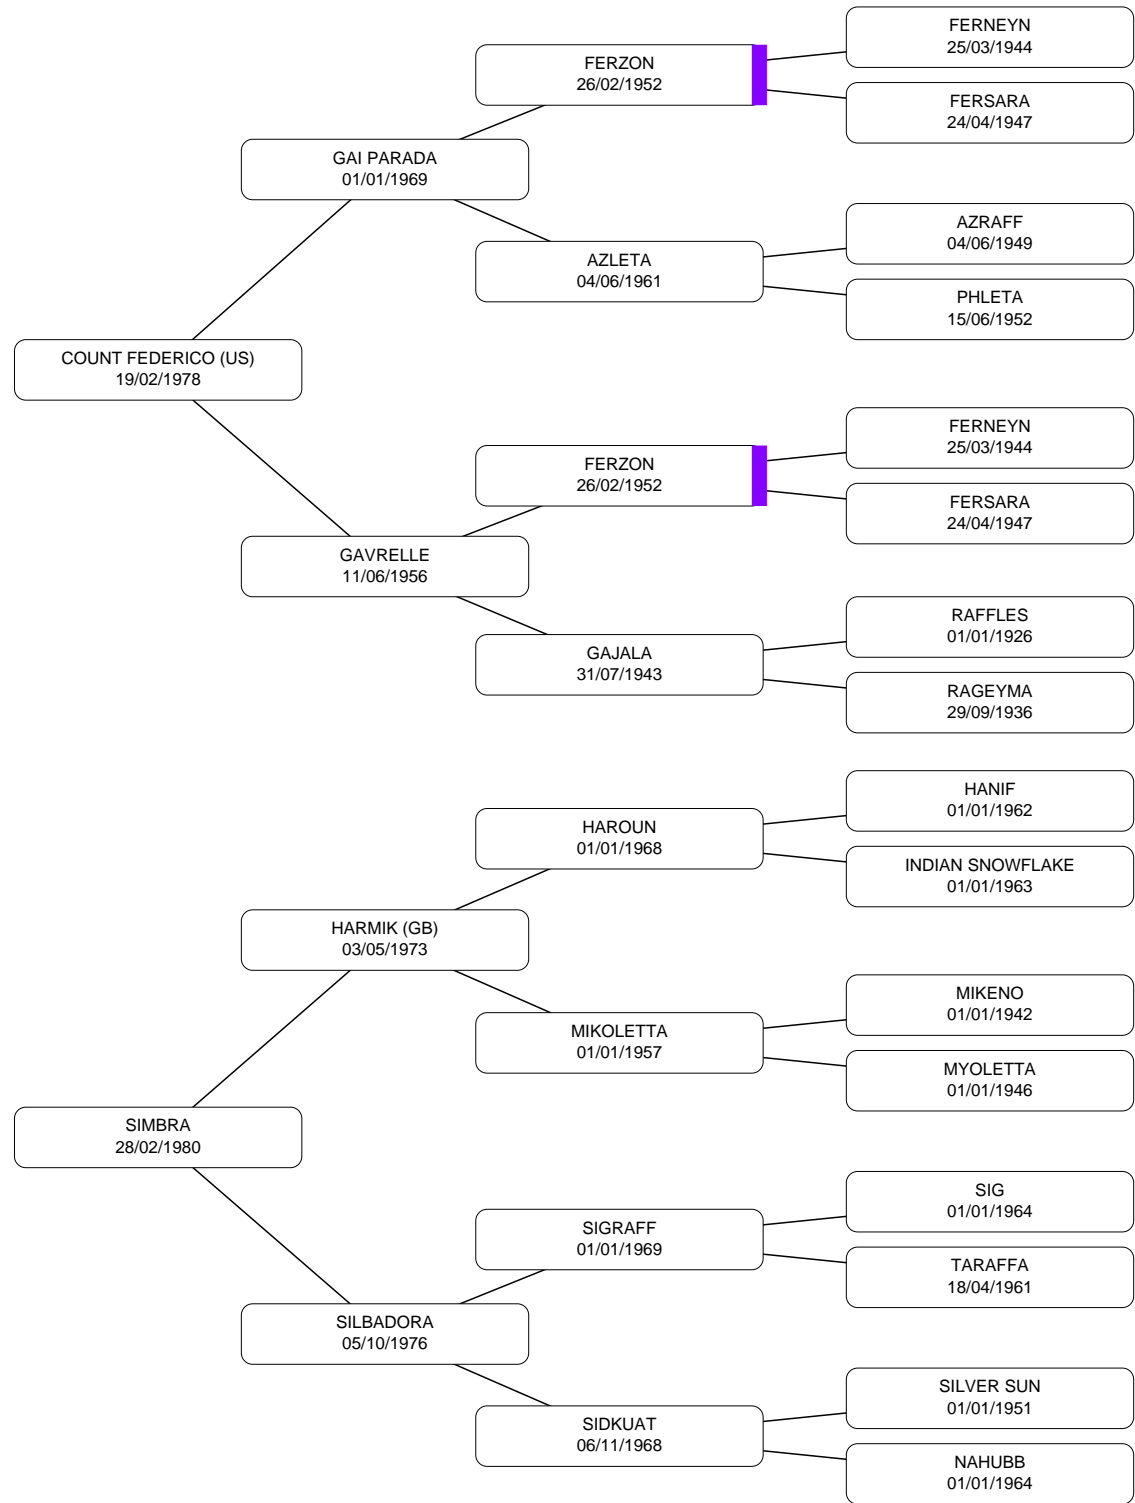 FERNEYN
25/03/1944
FERZON
26/02/1952
FERSARA
24/04/1947
GAI PARADA
01/01/1969
AZRAFF
04/06/1949
AZLETA
04/06/1961
PHLETA
15/06/1952
COUNT FEDERICO (US)
19/02/1978
FERNEYN
25/03/1944
FERZON
26/02/1952
FERSARA
24/04/1947
GAVRELLE
11/06/1956
RAFFLES
01/01/1926
GAJALA
31/07/1943
RAGEYMA
29/09/1936
HANIF
01/01/1962
HAROUN
01/01/1968
INDIAN SNOWFLAKE
01/01/1963
HARMIK (GB)
03/05/1973
MIKENO
01/01/1942
MIKOLETTA
01/01/1957
MYOLETTA
01/01/1946
SIMBRA
28/02/1980
SIG
01/01/1964
SIGRAFF
01/01/1969
TARAFFA
18/04/1961
SILBADORA
05/10/1976
SILVER SUN
01/01/1951
SIDKUAT
06/11/1968
NAHUBB
01/01/1964